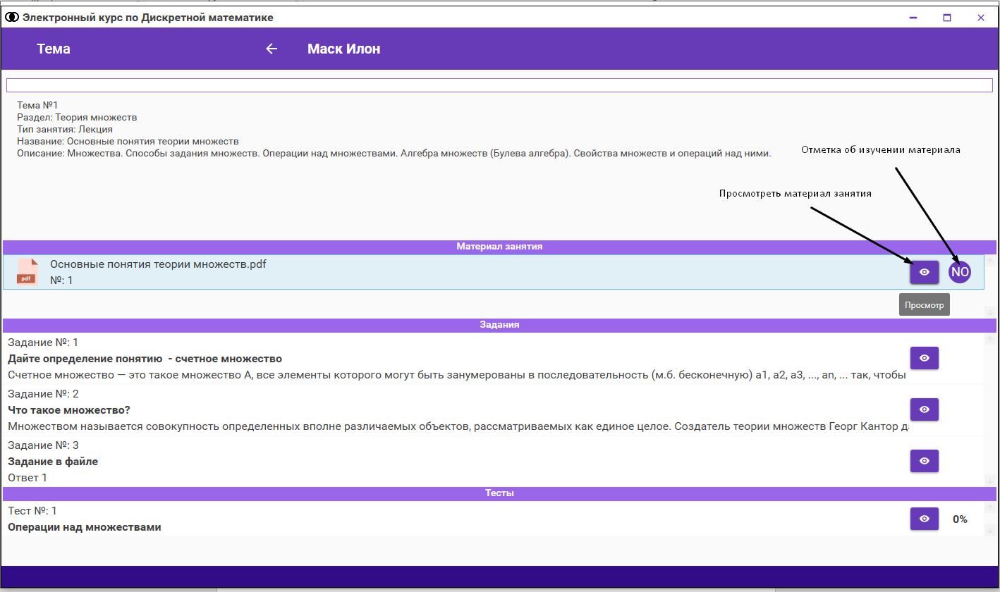 Электронный курс по Дискретной математике
Тема
Маск Илон
Тема №1
Раздел: Теория множеств
Тип занятия: Лекция
Название: Основные понятия теории множеств
Описание: Множества. Способы задания множеств. Операции над множествами. Алгебра множеств (Булева алгебра). Свойства множеств и операций над ними.
Отметка об изучении материала
Просмотреть материал занятия
Материал занятия
Основные понятия теории множеств.pdf
pdf
№: 1
NO
Просмотр
Задания
Задание №: 1
Дайте определение понятию - счетное множество
Счетное множество — это такое множество А, все элементы которого могут быть занумерованы в последовательность (м.б. бесконечную) a1, a2, a3, ..., an, ... так, чтобы
Задание №: 2
Что такое множество?
Множеством называется совокупность определенных вполне различаемых объектов, рассматриваемых как единое целое. Создатель теории множеств Георг Кантор
Задание №: 3
Задание в файле
Ответ 1
Тесты
Тест №: 1
Операции над множествами
0%